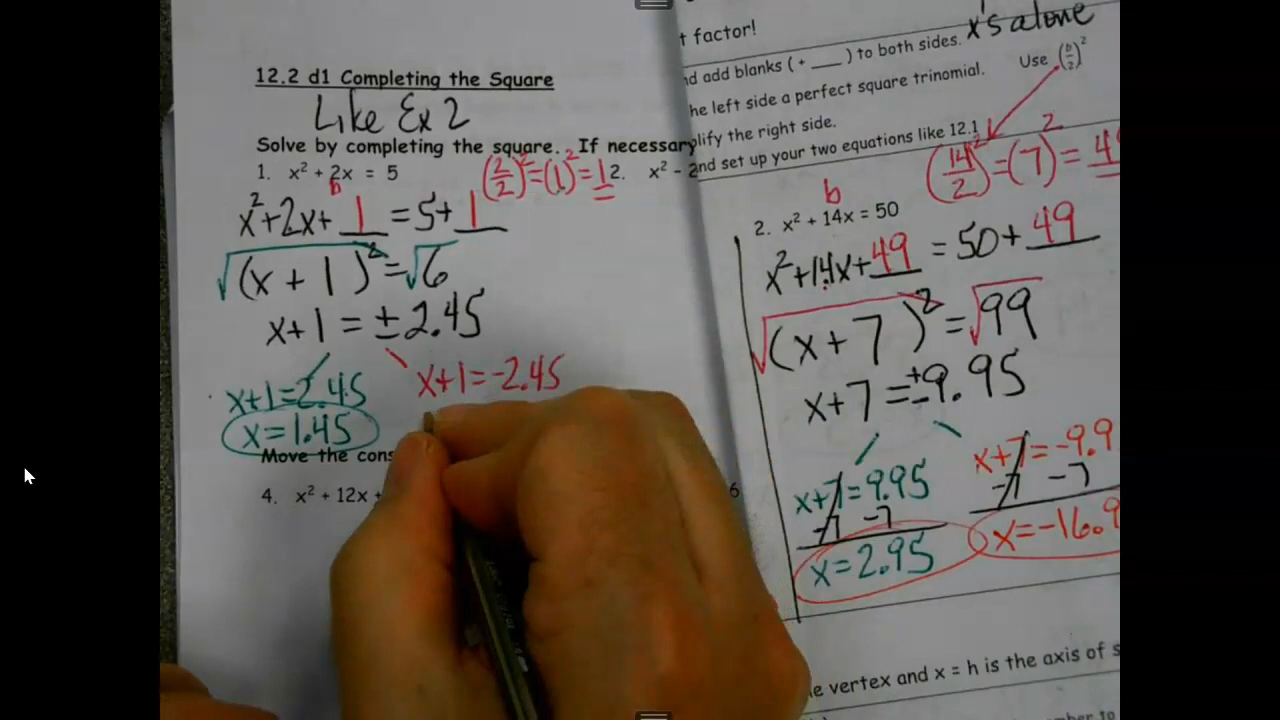 12.2 d1 Completing the Square
Like Ex 2
Solve by completing the square. If necessary
1. x² + 2x = 5
b
(2/2)² = (1)² = 1
2. x² - 2
x² + 2x + 1 = 5 + 1
√(x + 1)² = √6
x + 1 = ± 2.45
x + 1 = 2.45
x + 1 = -2.45
x = 1.45
Move the cons
4. x² + 12x +
6
t factor!
x's alone
nd add blanks ( + ___ ) to both sides.
Use (b/2)²
he left side a perfect square trinomial.
lify the right side.
nd set up your two equations like 12.1
(14/2)² = (7)² = 49
b
2. x² + 14x = 50
x² + 14x + 49 = 50 + 49
√(x + 7)² = √99
x + 7 = ± 9.95
x + 7 = 9.95
x + 7 = -9.9
-7 -7
-7 -7
x = 2.95
x = -16.9
e vertex and x = h is the axis of s